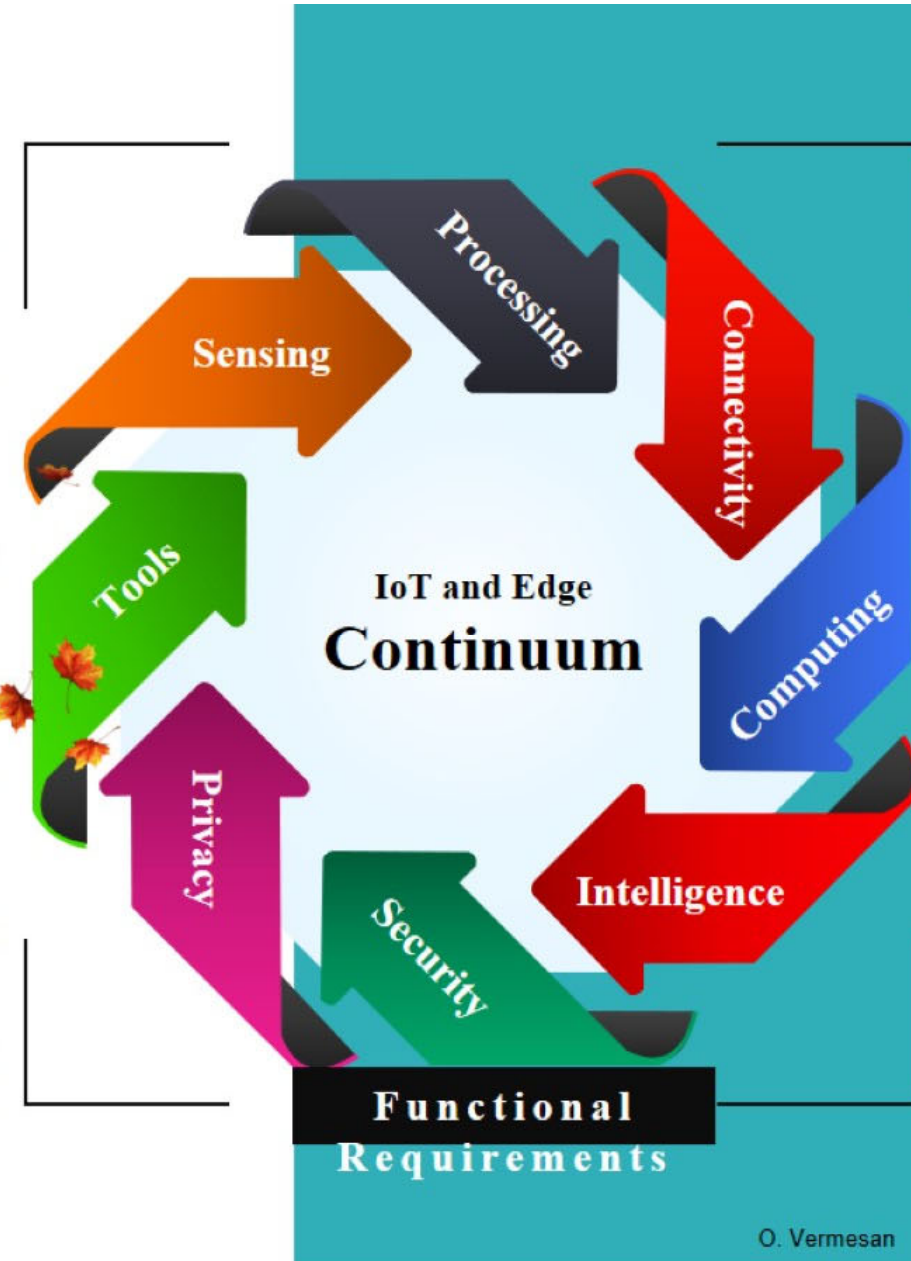 Processing
Connectivity
Sensing
Tools
IoT and Edge
Continuum
Computing
Privacy
Intelligence
Security
Functional
Requirements
O. Vermesan